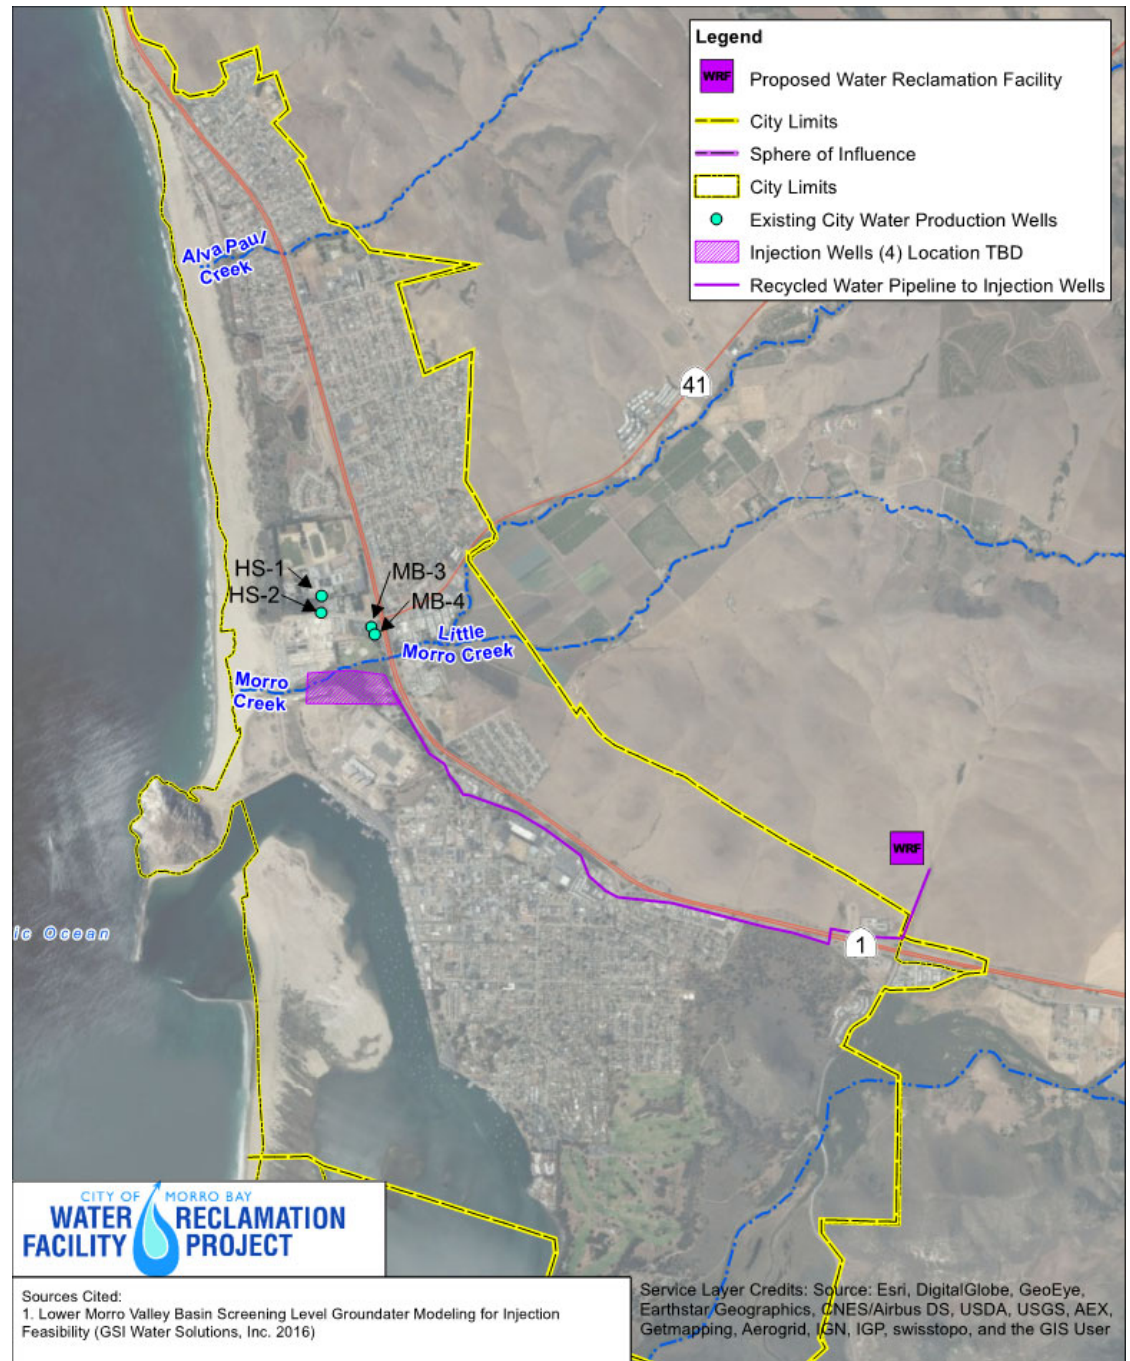 Legend
WRF
Proposed Water Reclamation Facility
City Limits
Sphere of Influence
City Limits
Existing City Water Production Wells
Injection Wells (4) Location TBD
Recycled Water Pipeline to Injection Wells
Alva Paul
Creek
41
HS-1
HS-2
MB-3
MB-4
Little
Morro Creek
Morro
Creek
WRF
1
ic Ocean
CITY OF MORRO BAY
WATER RECLAMATION
FACILITY PROJECT
Sources Cited:
1. Lower Morro Valley Basin Screening Level Groundater Modeling for Injection
Feasibility (GSI Water Solutions, Inc. 2016)
Service Layer Credits: Source: Esri, DigitalGlobe, GeoEye,
Earthstar Geographics, CNES/Airbus DS, USDA, USGS, AEX,
Getmapping, Aerogrid, IGN, IGP, swisstopo, and the GIS User